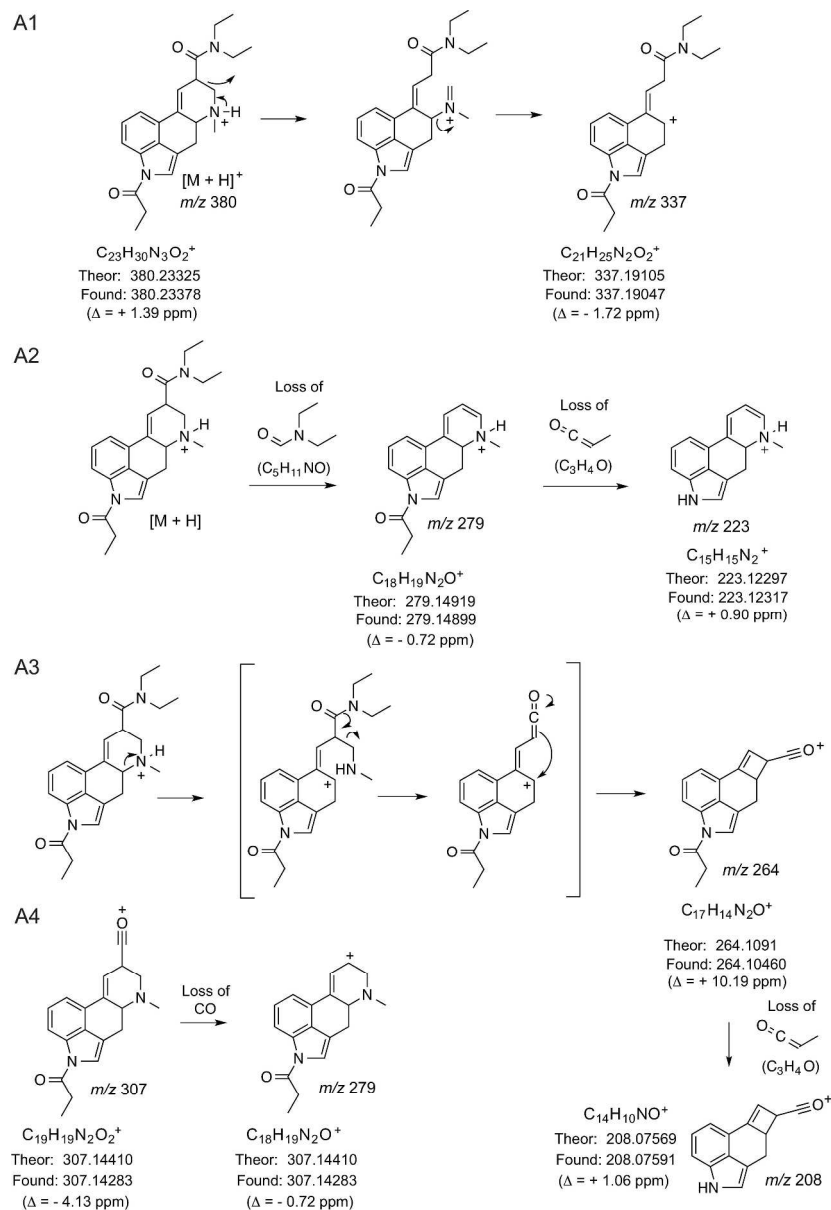 A1
[M + H]+
m/z 380
C23H30N3O2+
Theor: 380.23325
Found: 380.23378
(Δ = + 1.39 ppm)
m/z 337
C21H25N2O2+
Theor: 337.19105
Found: 337.19047
(Δ = - 1.72 ppm)
A2
[M + H]
Loss of
(C5H11NO)
m/z 279
C18H19N2O+
Theor: 279.14919
Found: 279.14899
(Δ = - 0.72 ppm)
Loss of
(C3H4O)
m/z 223
C15H15N2+
Theor: 223.12297
Found: 223.12317
(Δ = + 0.90 ppm)
A3
m/z 264
C17H14N2O+
Theor: 264.1091
Found: 264.10460
(Δ = + 10.19 ppm)
Loss of
(C3H4O)
C14H10NO+
Theor: 208.07569
Found: 208.07591
(Δ = + 1.06 ppm)
m/z 208
A4
m/z 307
C19H19N2O2+
Theor: 307.14410
Found: 307.14283
(Δ = - 4.13 ppm)
Loss of
CO
m/z 279
C18H19N2O+
Theor: 307.14410
Found: 307.14283
(Δ = - 0.72 ppm)